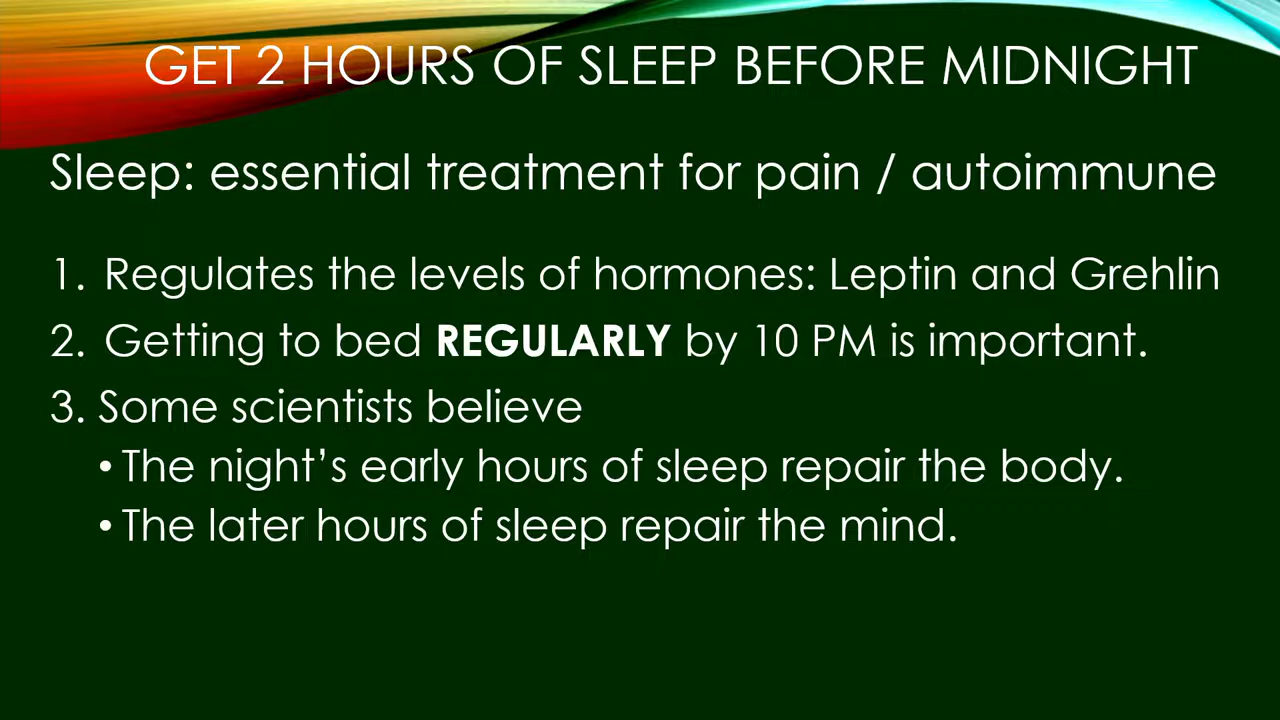 GET 2 HOURS OF SLEEP BEFORE MIDNIGHT
Sleep: essential treatment for pain / autoimmune
1. Regulates the levels of hormones: Leptin and Grehlin
2. Getting to bed REGULARLY by 10 PM is important.
3. Some scientists believe
• The night’s early hours of sleep repair the body.
• The later hours of sleep repair the mind.